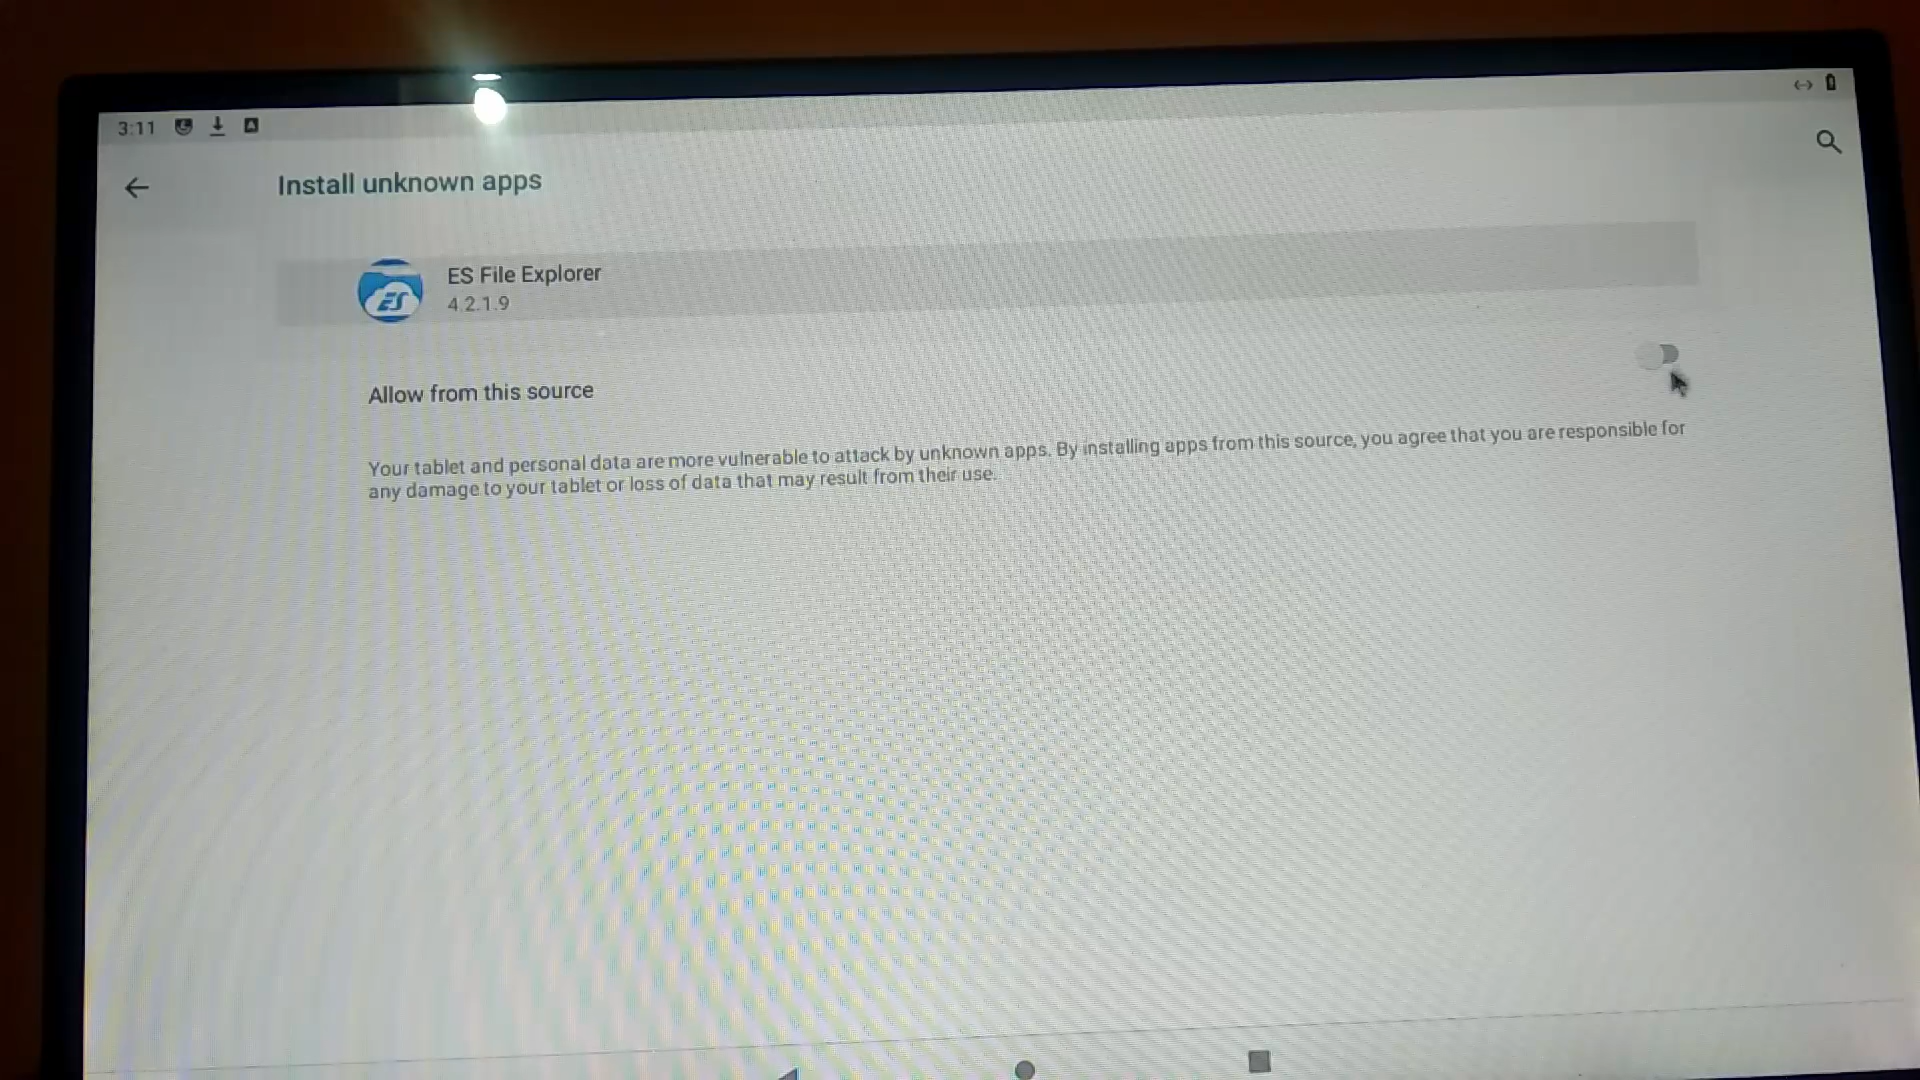 3:11
Install unknown apps
ES File Explorer
4.2.1.9
ES
Allow from this source
Your tablet and personal data are more vulnerable to attack by unknown apps. By installing apps from this source, you agree that you are responsible for
any damage to your tablet or loss of data that may result from their use.